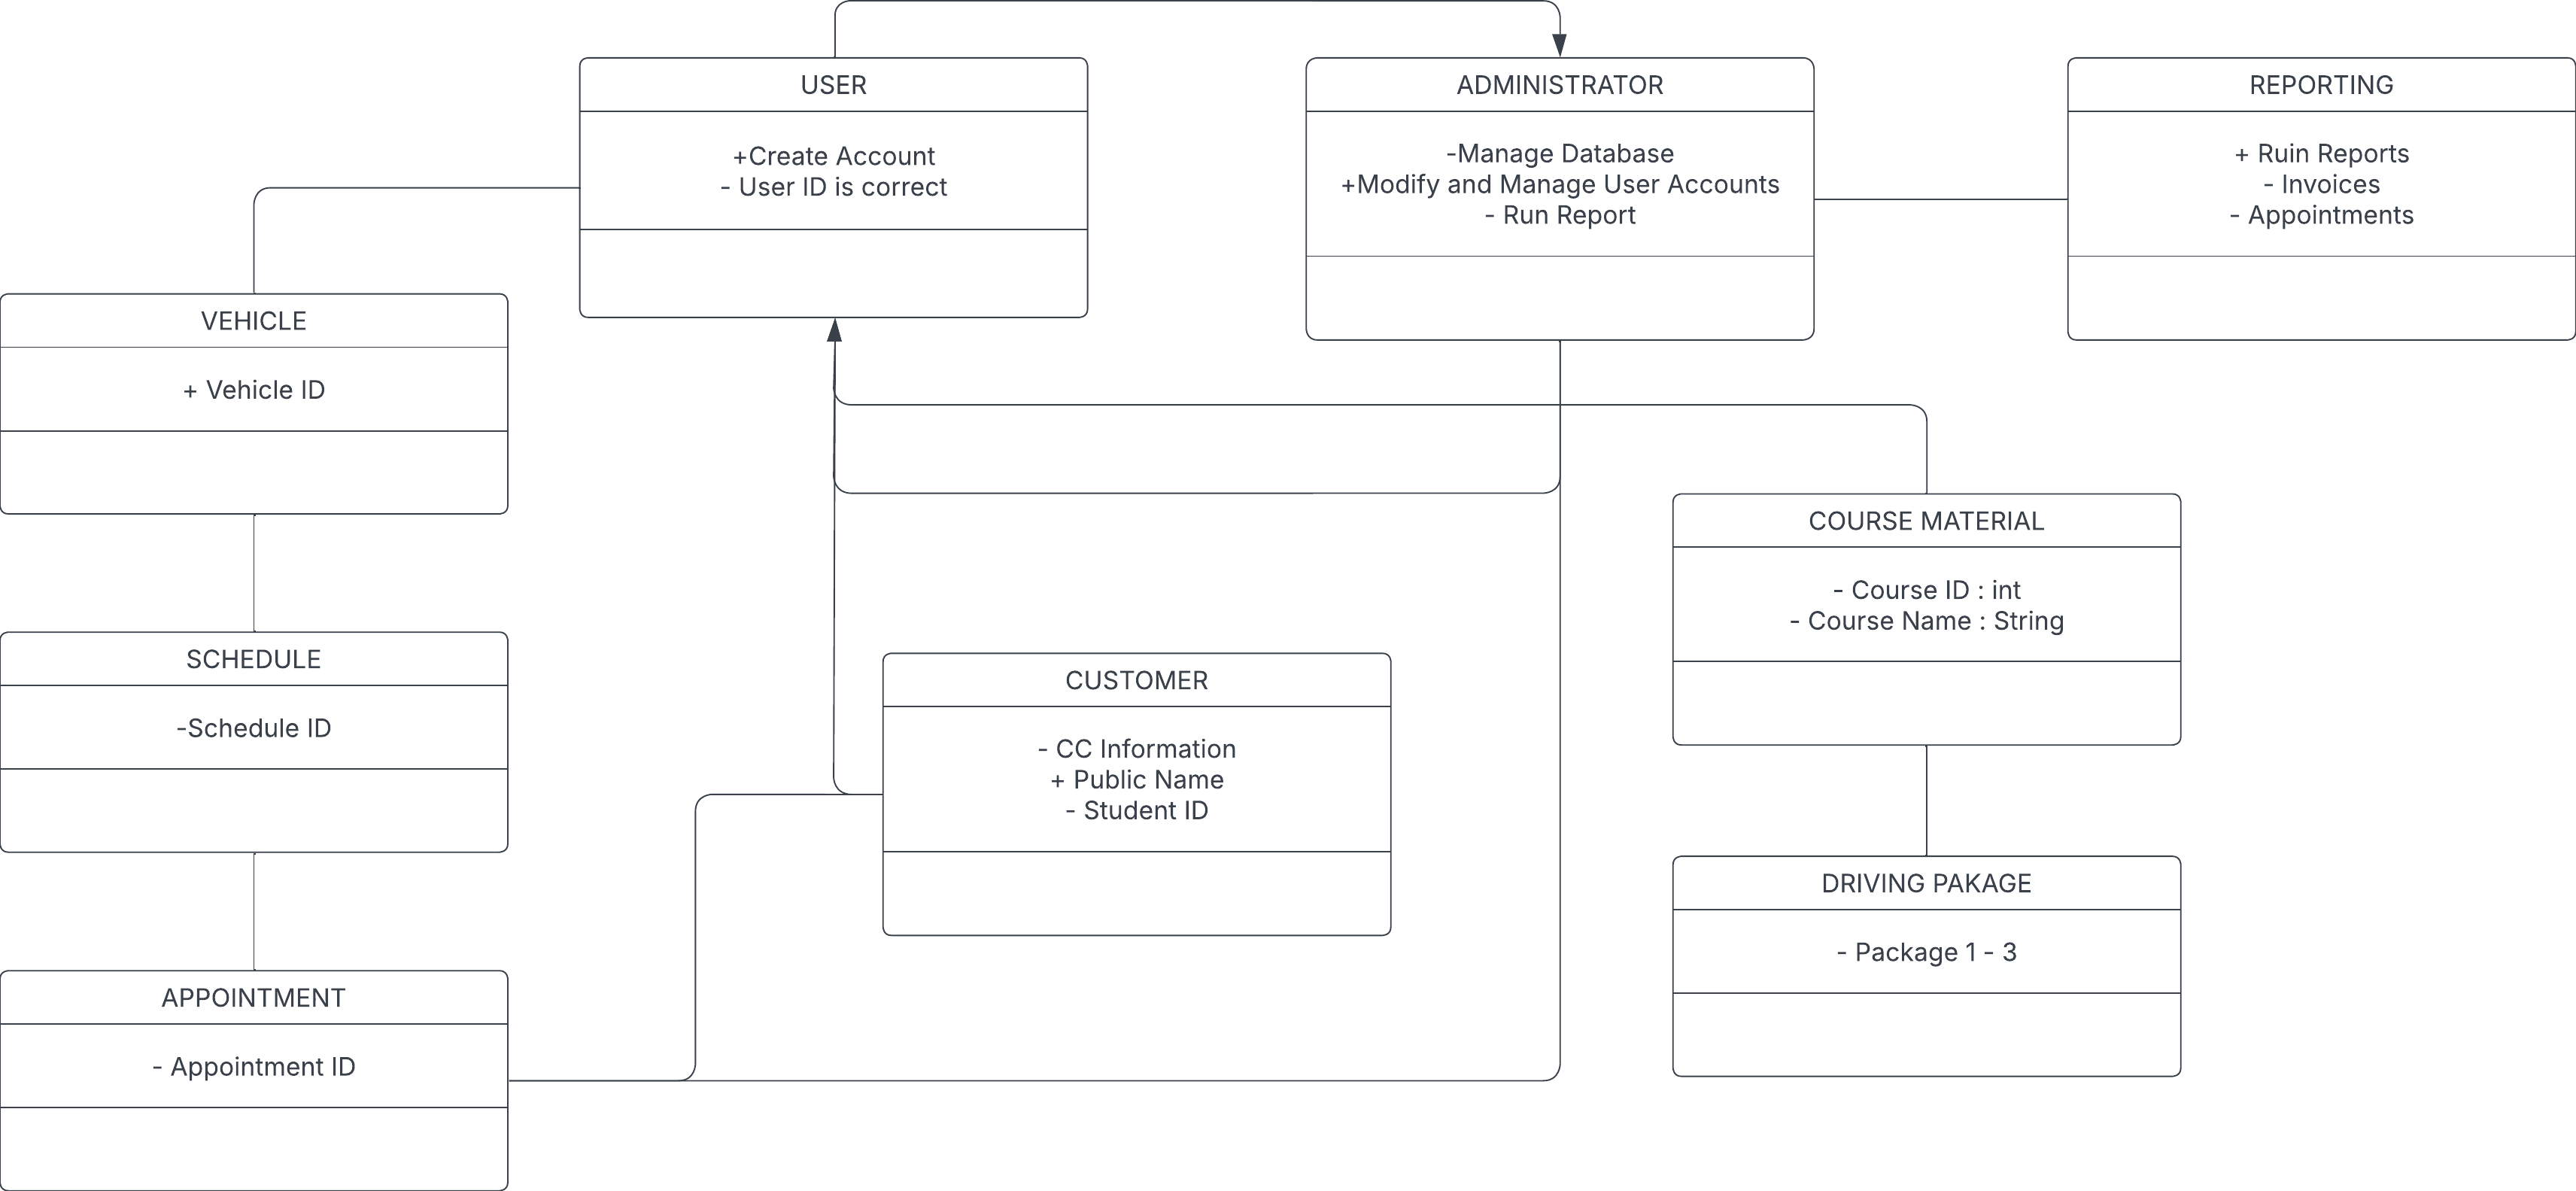 USER
+Create Account
- User ID is correct
ADMINISTRATOR
-Manage Database
+Modify and Manage User Accounts
- Run Report
REPORTING
+ Ruin Reports
- Invoices
- Appointments
VEHICLE
+ Vehicle ID
SCHEDULE
-Schedule ID
APPOINTMENT
- Appointment ID
CUSTOMER
- CC Information
+ Public Name
- Student ID
COURSE MATERIAL
- Course ID : int
- Course Name : String
DRIVING PAKAGE
- Package 1 - 3